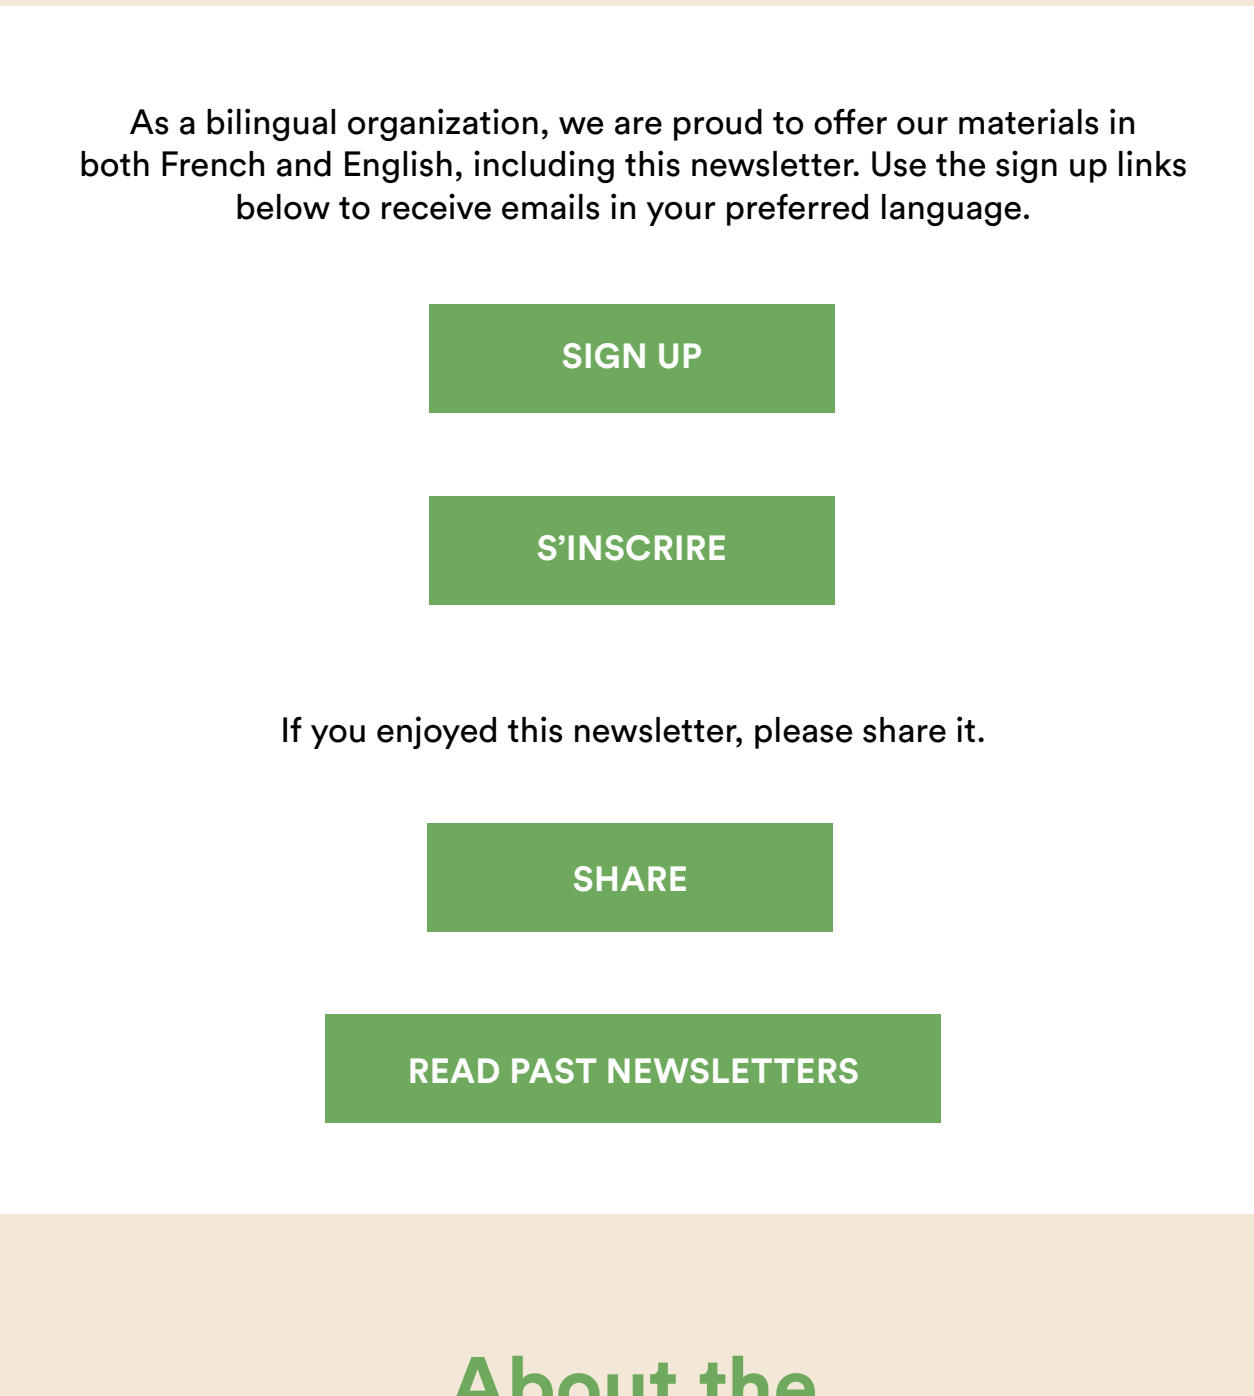 As a bilingual organization, we are proud to offer our materials in
both French and English, including this newsletter. Use the sign up links
below to receive emails in your preferred language.
SIGN UP
S’INSCRIRE
If you enjoyed this newsletter, please share it.
SHARE
READ PAST NEWSLETTERS
About the